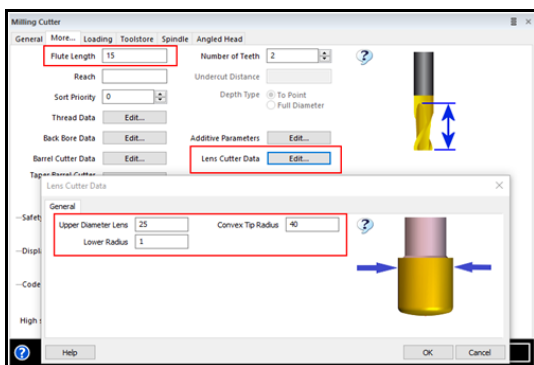 Milling Cutter
General More... Loading Toolstore Spindle Angled Head
Flute Length 15 Number of Teeth 2
Reach Undercut Distance
Sort Priority 0 Depth Type To Point
Full Diameter
Thread Data Edit...
Back Bore Data Edit... Additive Parameters Edit...
Barrel Cutter Data Edit... Lens Cutter Data Edit...
Lens Cutter Data
General
Upper Diameter Lens 25 Convex Tip Radius 40
Lower Radius 1
Help OK Cancel